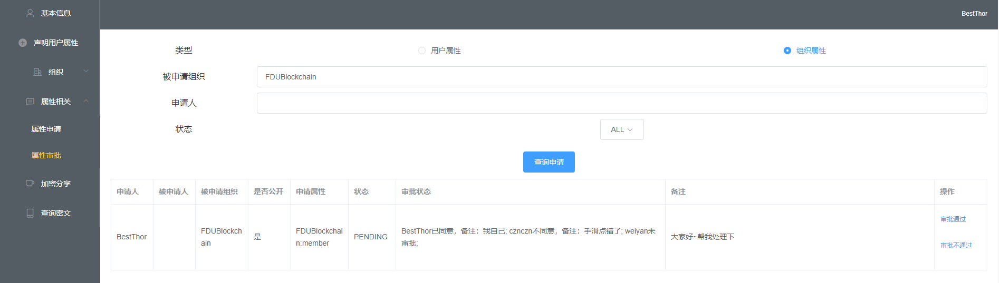 基本信息
BestThor
声明用户属性
组织
属性相关
属性申请
属性审批
加密分享
查询密文
类型
用户属性
组织属性
被申请组织
FDUBlockchain
申请人
状态
ALL
查询申请
申请人 被申请人 被申请组织 是否公开 申请属性 状态 审批状态 备注 操作
BestThor
FDUBlockch
ain
是
FDUBlockchai
n:member
PENDING
BestThor已同意，备注：我自己; cznczn不同意，备注：手滑点错了; weiyan未
审批;
大家好~帮我处理下
审批通过
审批不通过